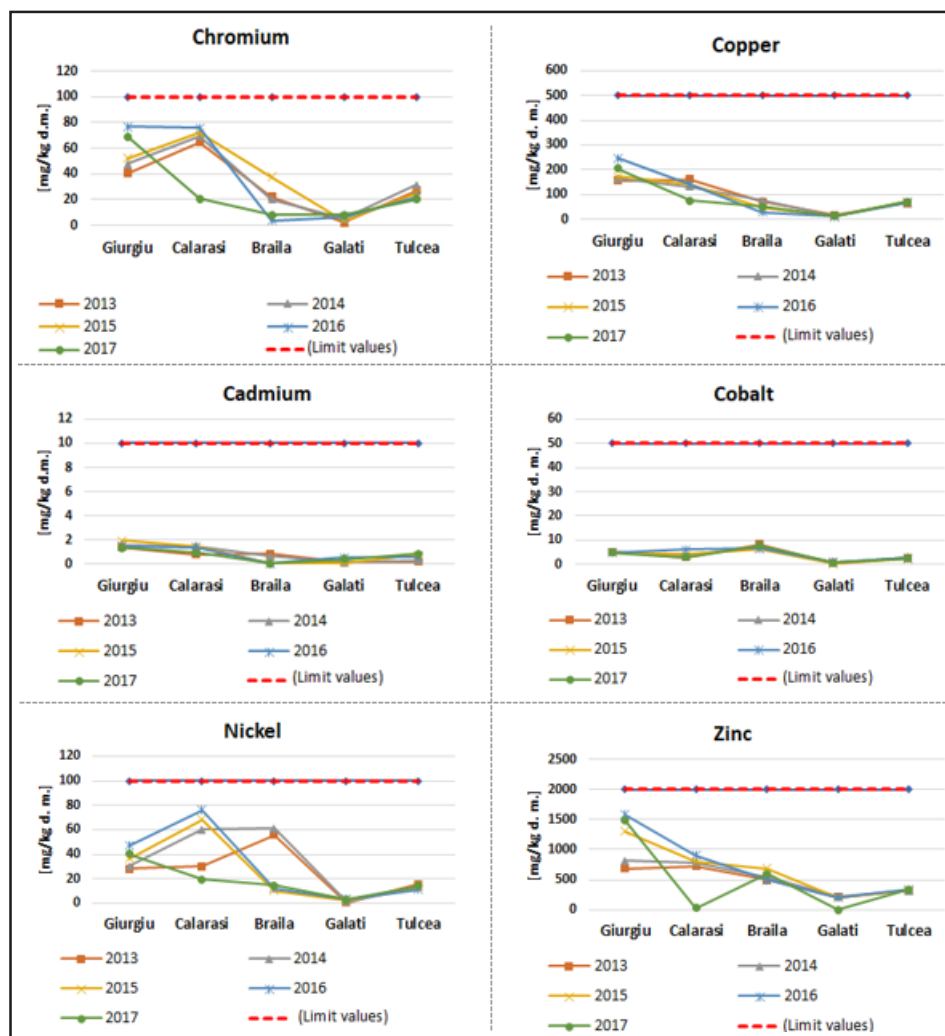 Chromium
[mg/kg d.m.]
120
100
80
60
40
20
0
Giurgiu Calarasi Braila Galati Tulcea
2013 2014
2015 2016
2017 (Limit values)
Copper
[mg/kg d. m.]
600
500
400
300
200
100
0
Giurgiu Calarasi Braila Galati Tulcea
2013 2014
2015 2016
2017 (Limit values)
Cadmium
[mg/kg d.m.]
12
10
8
6
4
2
0
Giurgiu Calarasi Braila Galati Tulcea
2013 2014
2015 2016
2017 (Limit values)
Cobalt
[mg/kg d. m.]
60
50
40
30
20
10
0
Giurgiu Calarasi Braila Galati Tulcea
2013 2014
2015 2016
2017 (Limit values)
Nickel
[mg/kg d. m.]
120
100
80
60
40
20
0
Giurgiu Calarasi Braila Galati Tulcea
2013 2014
2015 2016
2017 (Limit values)
Zinc
[mg/kg d. m.]
2500
2000
1500
1000
500
0
Giurgiu Calarasi Braila Galati Tulcea
2013 2014
2015 2016
2017 (Limit values)